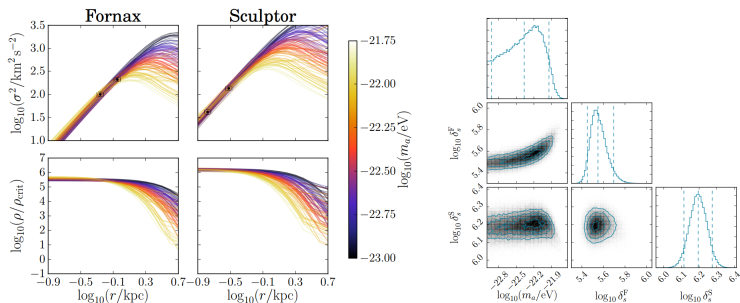 Fornax
Sculptor
3.5
3.0
2.5
2.0
1.5
1.0
log₁₀(σ²/km² s⁻²)
7
6
5
4
3
2
1
0
−1
log₁₀(ρ/ρcrit)
−0.9 −0.5 −0.1 0.3 0.7
log₁₀(r/kpc)
−0.9 −0.5 −0.1 0.3 0.7
log₁₀(r/kpc)
−21.75
−22.00
−22.25
−22.50
−22.75
−23.00
log₁₀(mₐ/eV)
6.0
5.8
5.6
5.4
log₁₀ δₛF
6.4
6.3
6.2
6.1
6.0
log₁₀ δₛS
−22.8 −22.5 −22.2 −21.9
log₁₀(mₐ/eV)
5.4 5.6 5.8 6.0
log₁₀ δₛF
6.0 6.1 6.2 6.3 6.4
log₁₀ δₛS